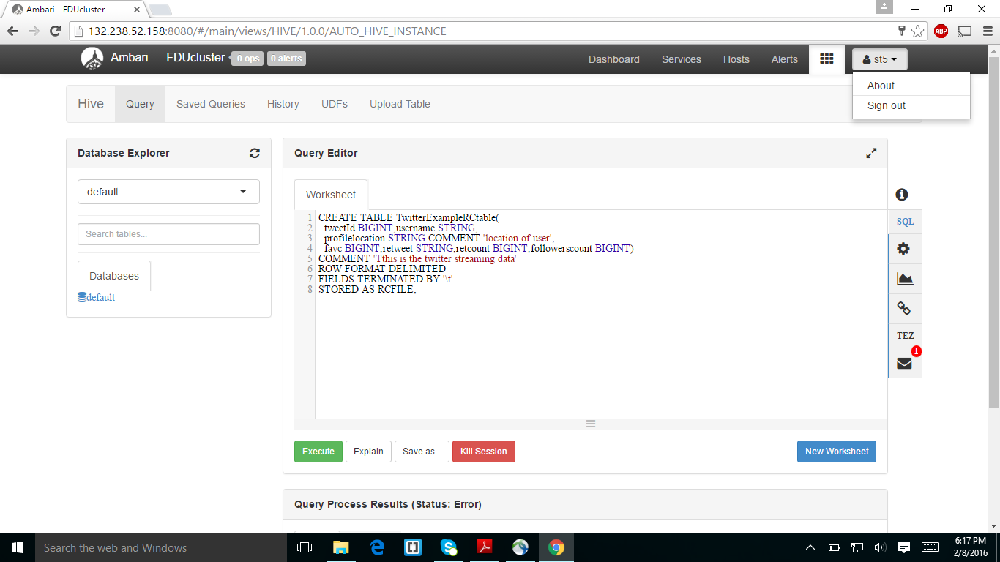 Ambari - FDUcluster
132.238.52.158:8080/#/main/views/HIVE/1.0.0/AUTO_HIVE_INSTANCE
ABP
Ambari FDUcluster 0 ops 0 alerts Dashboard Services Hosts Alerts st5
About
Sign out
Hive Query Saved Queries History UDFs Upload Table
Database Explorer
default
Search tables...
Databases
default
Query Editor
Worksheet
1 CREATE TABLE TwitterExampleRCtable(
2 tweetId BIGINT,username STRING,
3 profilelocation STRING COMMENT 'location of user',
4 favc BIGINT,retweet STRING,retcount BIGINT,followerscount BIGINT)
5 COMMENT 'Tthis is the twitter streaming data'
6 ROW FORMAT DELIMITED
7 FIELDS TERMINATED BY '\t'
8 STORED AS RCFILE;
SQL
TEZ
1
Execute Explain Save as... Kill Session New Worksheet
Query Process Results (Status: Error)
Search the web and Windows
6:17 PM
2/8/2016